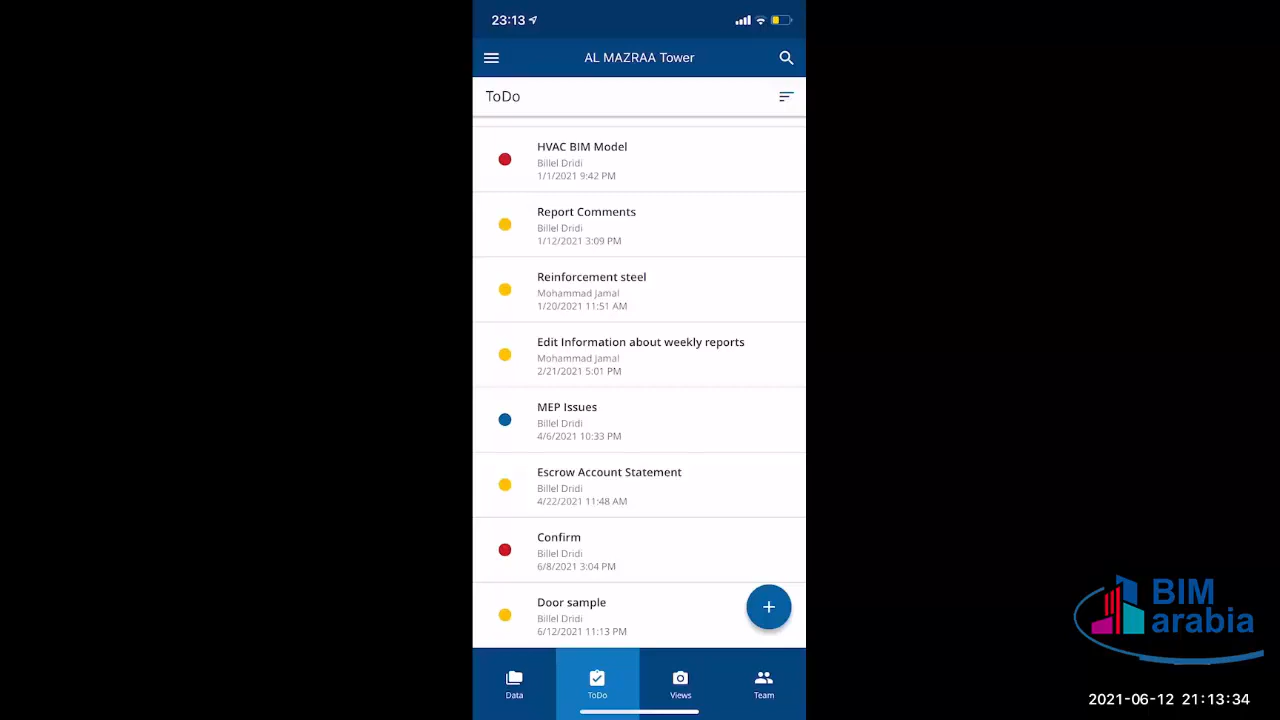 23:13
AL MAZRAA Tower
ToDo
HVAC BIM Model
Billel Dridi
1/1/2021 9:42 PM
Report Comments
Billel Dridi
1/12/2021 3:09 PM
Reinforcement steel
Mohammad Jamal
1/20/2021 11:51 AM
Edit Information about weekly reports
Mohammad Jamal
2/21/2021 5:01 PM
MEP Issues
Billel Dridi
4/6/2021 10:33 PM
Escrow Account Statement
Billel Dridi
4/22/2021 11:48 AM
Confirm
Billel Dridi
6/8/2021 3:04 PM
Door sample
Billel Dridi
6/12/2021 11:13 PM
Data
ToDo
Views
Team
BIM
arabia
2021-06-12 21:13:34